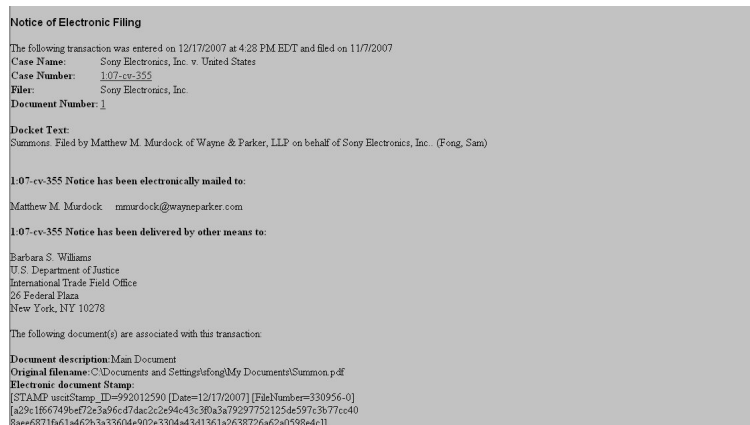 Notice of Electronic Filing
The following transaction was entered on 12/17/2007 at 4:28 PM EDT and filed on 11/7/2007
Case Name: Sony Electronics, Inc. v. United States
Case Number: 1:07-cv-355
Filer: Sony Electronics, Inc.
Document Number: 1
Docket Text:
Summons. Filed by Matthew M. Murdock of Wayne & Parker, LLP on behalf of Sony Electronics, Inc.. (Fong, Sam)
1:07-cv-355 Notice has been electronically mailed to:
Matthew M. Murdock mmurdock@wayneparker.com
1:07-cv-355 Notice has been delivered by other means to:
Barbara S. Williams
U.S. Department of Justice
International Trade Field Office
26 Federal Plaza
New York, NY 10278
The following document(s) are associated with this transaction:
Document description:Main Document
Original filename:C:\Documents and Settings\sfong\My Documents\Summon.pdf
Electronic document Stamp:
[STAMP uscitStamp_ID=992012590 [Date=12/17/2007] [FileNumber=330956-0]
[a29c1f66749bef72e3a96cd7dac2c2e94c43c3f0a3a79297752125de597c3b77cc40
8aee6871fa61a462b3a33604e902e3304a43d1361a2638726a62a0598e4c]]